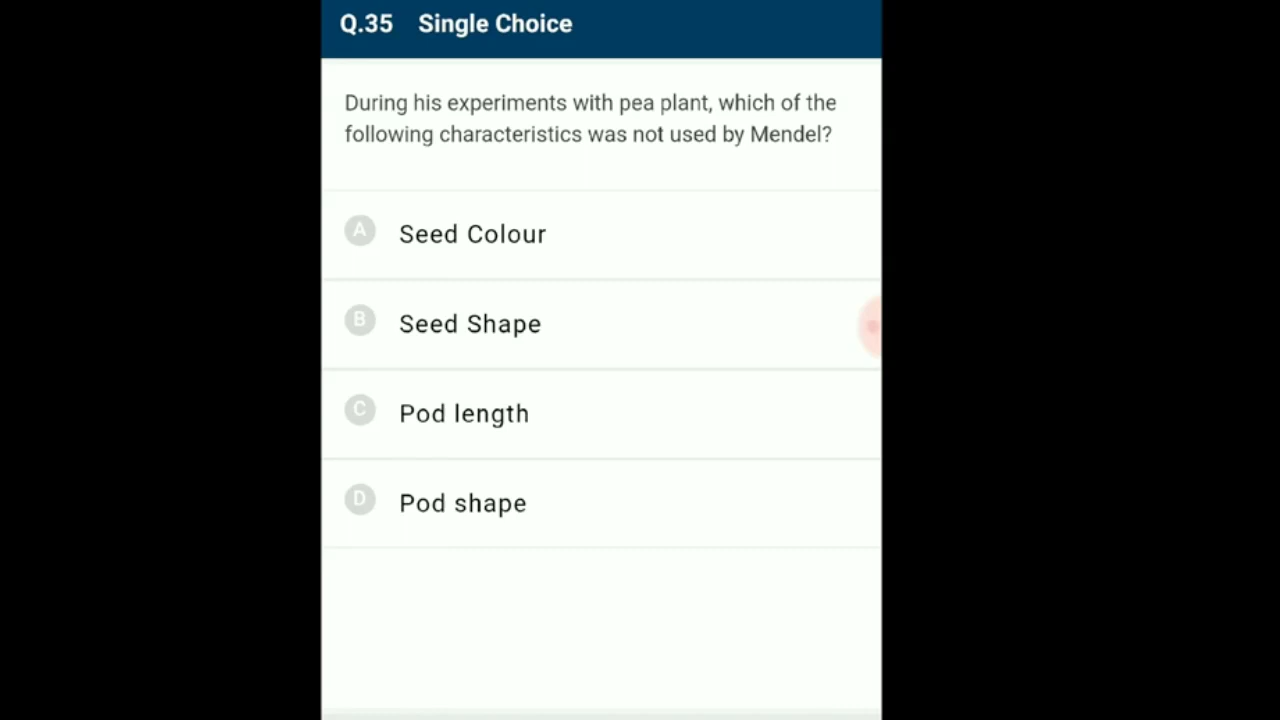 Q.35 Single Choice
During his experiments with pea plant, which of the
following characteristics was not used by Mendel?
A Seed Colour
B Seed Shape
C Pod length
D Pod shape